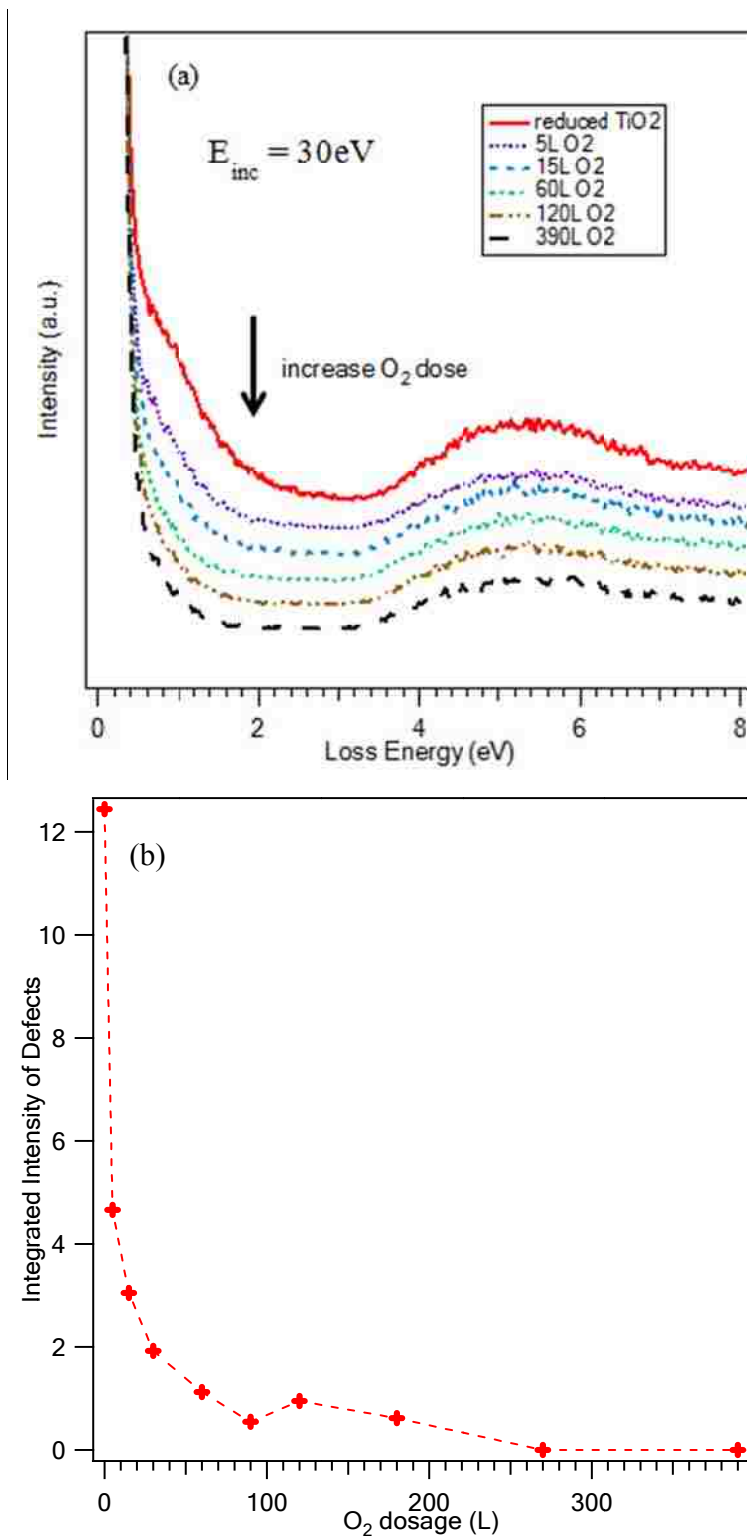 (a)
E_inc = 30eV
reduced TiO2
5L O2
15L O2
60L O2
120L O2
390L O2
increase O₂ dose
Intensity (a.u.)
0 2 4 6 8
Loss Energy (eV)
(b)
Integrated Intensity of Defects
12
10
8
6
4
2
0
0 100 200 300
O₂ dosage (L)